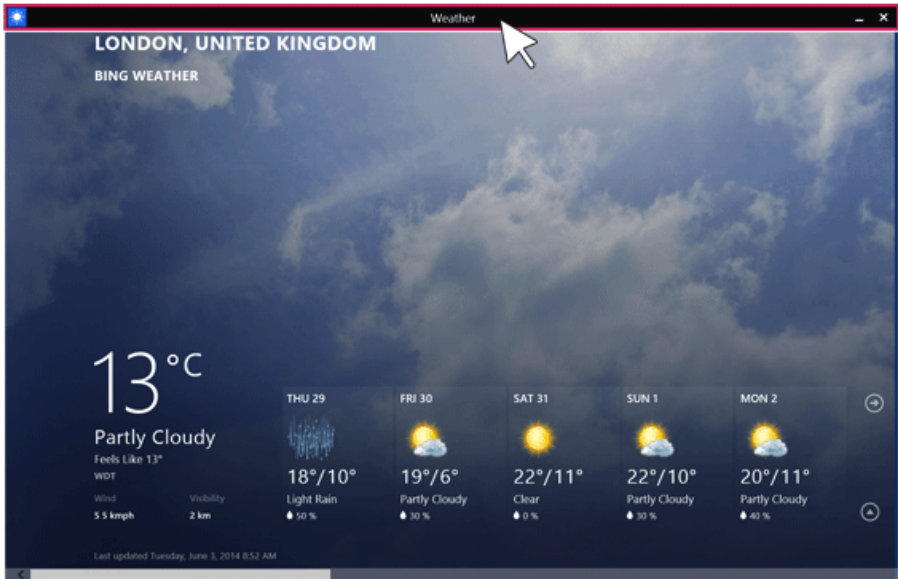 Weather
LONDON, UNITED KINGDOM
BING WEATHER
13°C
Partly Cloudy
Feels Like 13°
WDT
Wind Visibility
S 5 kmph 2 km
THU 29
18°/10°
Light Rain
50 %
FRI 30
19°/6°
Partly Cloudy
30 %
SAT 31
22°/11°
Clear
0 %
SUN 1
22°/10°
Partly Cloudy
30 %
MON 2
20°/11°
Partly Cloudy
40 %
Last updated Tuesday, June 3, 2014 8:52 AM